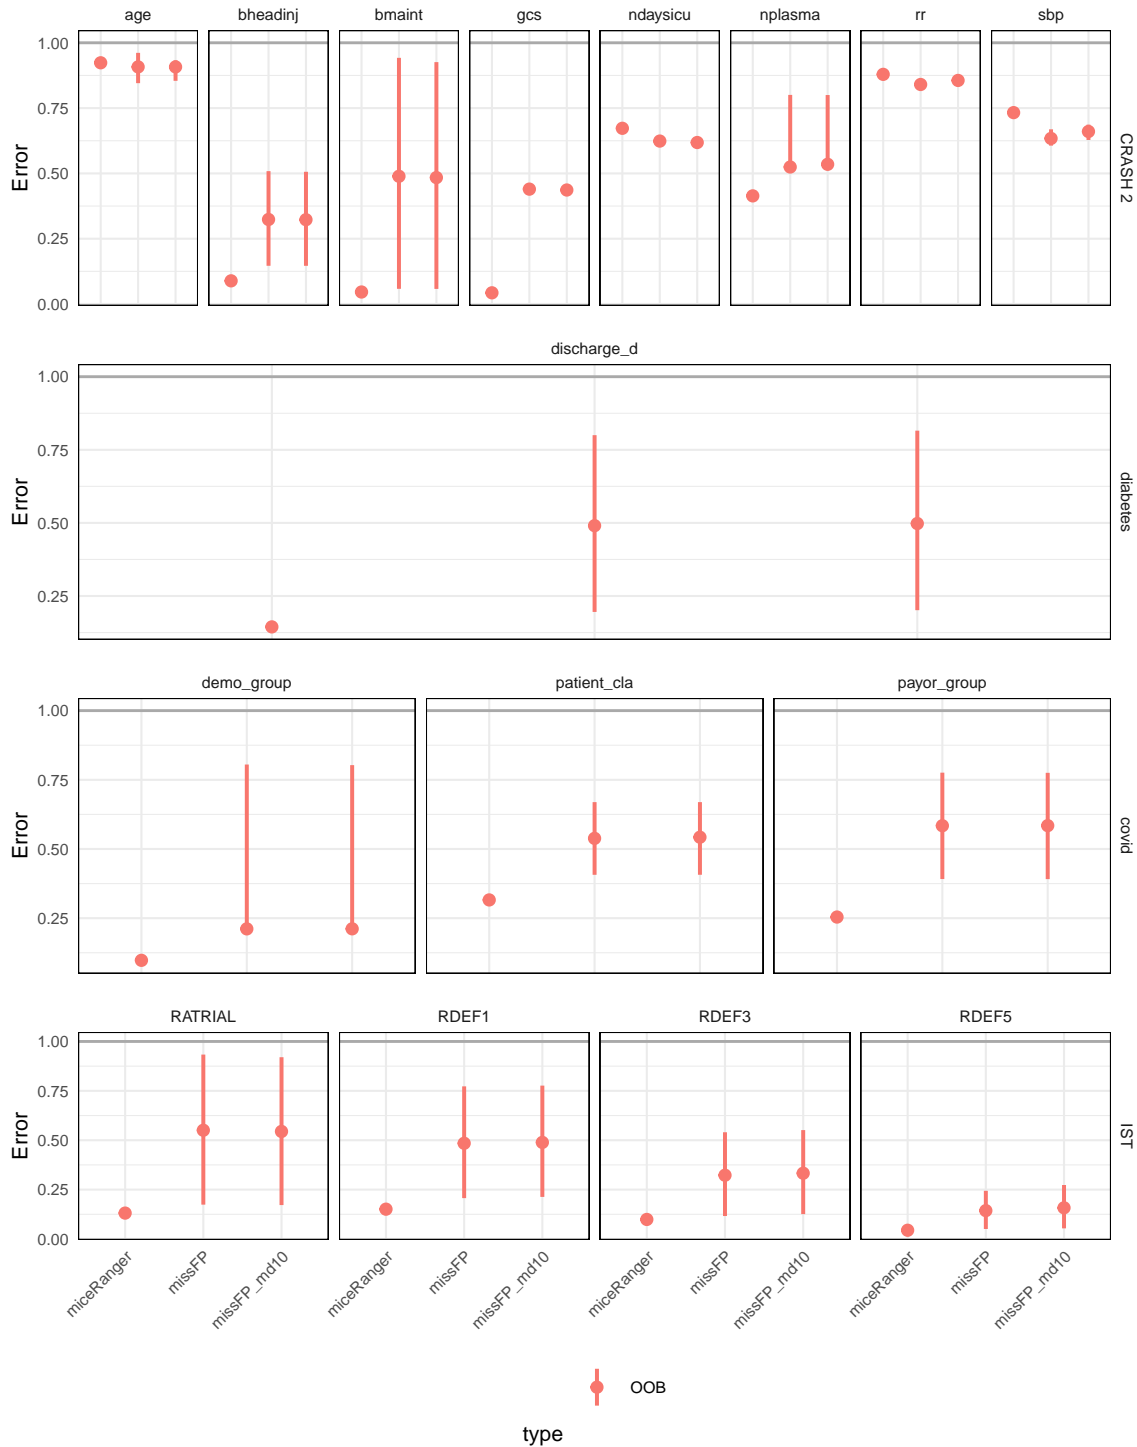 age bheadinj bmaint gcs ndaysicu nplasma rr sbp
1.00
0.75
0.50
0.25
0.00
Error
CRASH 2
discharge_d
1.00
0.75
0.50
0.25
Error
diabetes
demo_group patient_cla payor_group
1.00
0.75
0.50
0.25
Error
covid
RATRIAL RDEF1 RDEF3 RDEF5
1.00
0.75
0.50
0.25
0.00
Error
IST
miceRanger missFP missFP_md10 miceRanger missFP missFP_md10 miceRanger missFP missFP_md10 miceRanger missFP missFP_md10
OOB
type